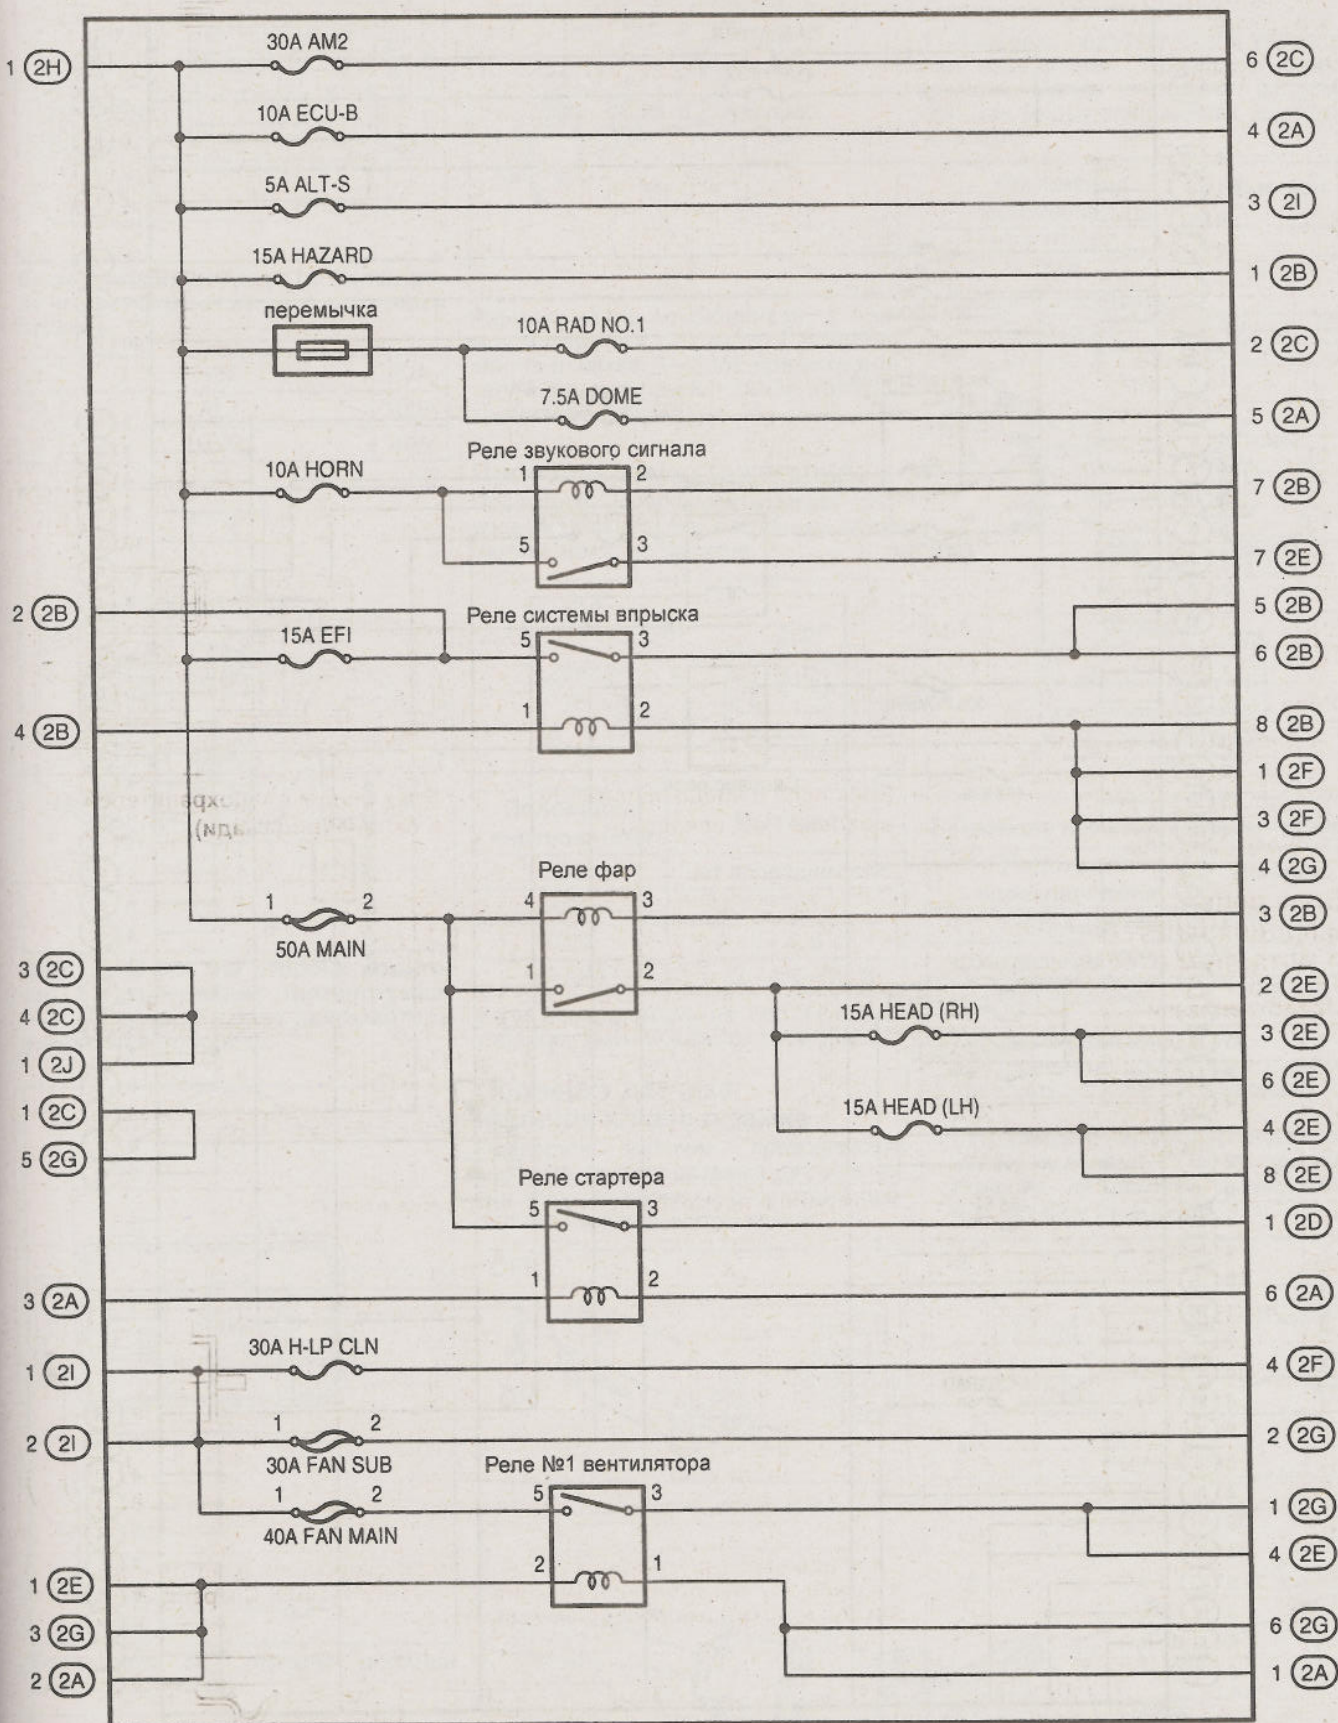 30A AM2
1 2H
6 2C
10A ECU-B
4 2A
5A ALT-S
3 2I
15A HAZARD
1 2B
перемычка
10A RAD NO.1
2 2C
7.5A DOME
5 2A
Реле звукового сигнала
10A HORN
1 2
7 2B
5 3
7 2E
2 2B
Реле системы впрыска
5 2B
15A EFI
5 3
6 2B
4 2B
1 2
8 2B
1 2F
3 2F
4 2G
Реле фар
1 2
4 3
3 2B
50A MAIN
3 2C
1 2
2 2E
4 2C
15A HEAD (RH)
3 2E
1 2J
6 2E
1 2C
15A HEAD (LH)
4 2E
5 2G
8 2E
Реле стартера
5 3
1 2D
3 2A
1 2
6 2A
30A H-LP CLN
1 2I
4 2F
1 2
2 2I
2 2G
30A FAN SUB
Реле №1 вентилятора
1 2
5 3
1 2G
40A FAN MAIN
4 2E
1 2E
2 1
3 2G
6 2G
2 2A
1 2A